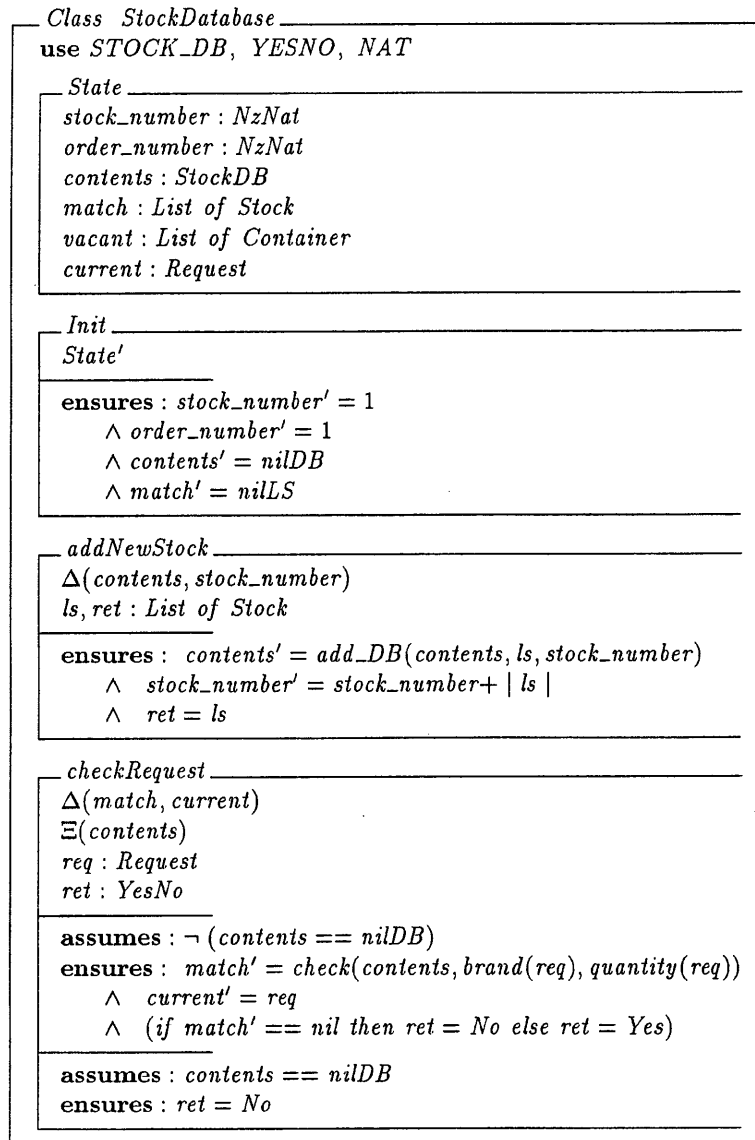 Class StockDatabase
use STOCK_DB, YESNO, NAT
State
stock_number : NzNat
order_number : NzNat
contents : StockDB
match : List of Stock
vacant : List of Container
current : Request
Init
State′
ensures : stock_number′ = 1
∧ order_number′ = 1
∧ contents′ = nilDB
∧ match′ = nilLS
addNewStock
Δ(contents, stock_number)
ls, ret : List of Stock
ensures : contents′ = add_DB(contents, ls, stock_number)
∧ stock_number′ = stock_number+ | ls |
∧ ret = ls
checkRequest
Δ(match, current)
Ξ(contents)
req : Request
ret : YesNo
assumes : ¬ (contents == nilDB)
ensures : match′ = check(contents, brand(req), quantity(req))
∧ current′ = req
∧ (if match′ == nil then ret = No else ret = Yes)
assumes : contents == nilDB
ensures : ret = No